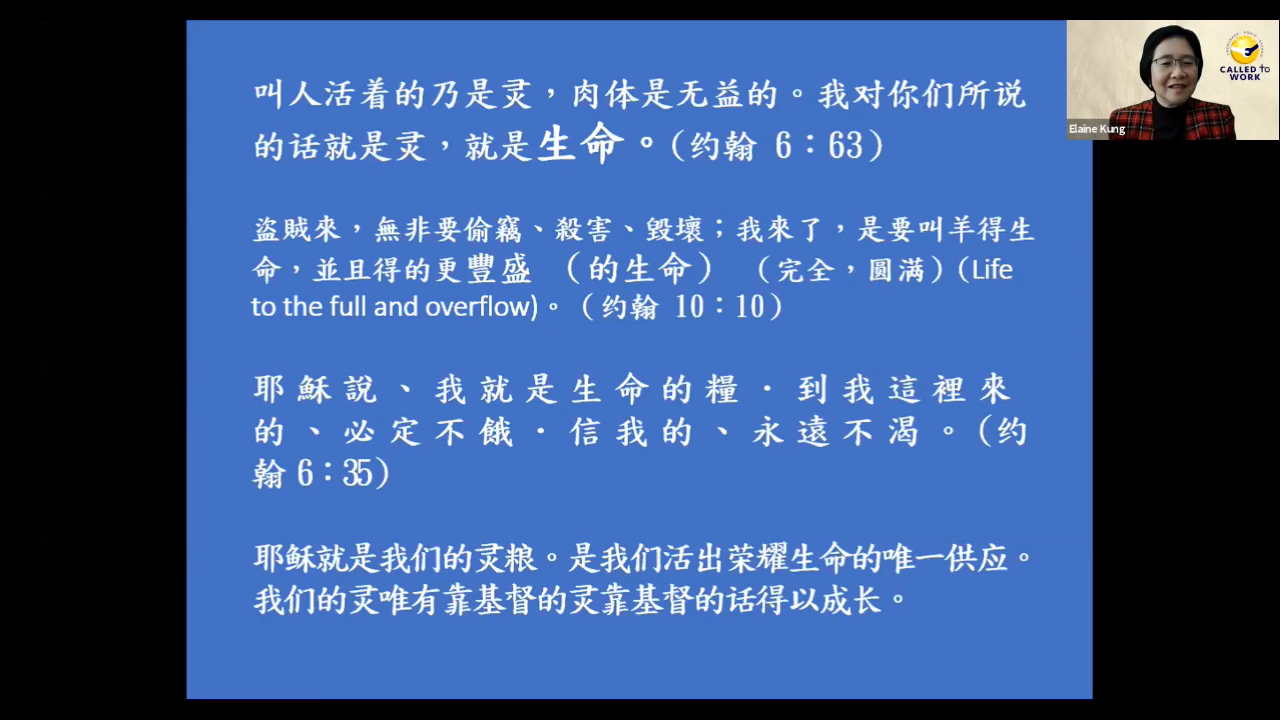 叫人活着的乃是灵，肉体是无益的。我对你们所说
的话就是灵，就是生命。(约翰 6：63)
盜賊來，無非要偷竊、殺害、毀壞；我來了，是要叫羊得生
命，並且得的更豐盛 （的生命） （完全，圓滿）(Life
to the full and overflow)。（约翰 10：10）
耶穌說、我就是生命的糧．到我這裡來
的、必定不餓．信我的、永遠不渴。(约
翰 6：35)
耶稣就是我们的灵粮。是我们活出荣耀生命的唯一供应。
我们的灵唯有靠基督的灵靠基督的话得以成长。
CALLED to
WORK
Elaine Kung